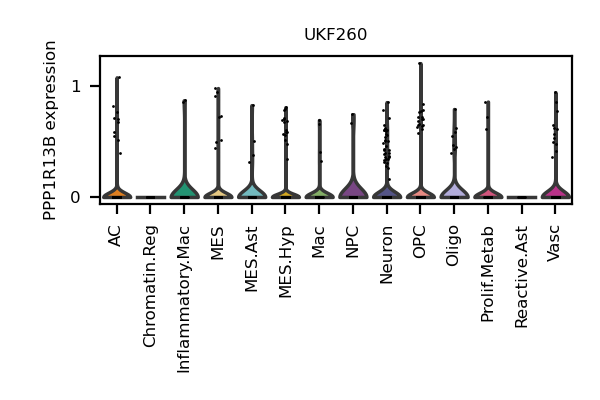 UKF260
PPP1R13B expression
1
0
AC
Chromatin.Reg
Inflammatory.Mac
MES
MES.Ast
MES.Hyp
Mac
NPC
Neuron
OPC
Oligo
Prolif.Metab
Reactive.Ast
Vasc